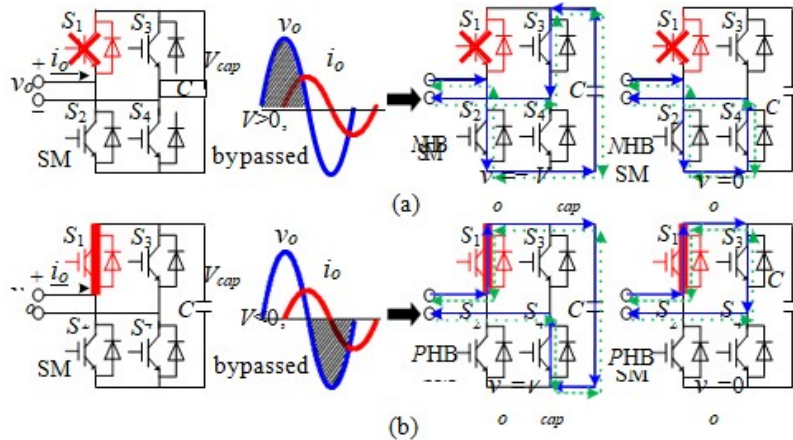 S1 S3 Vcap vo S1 S3 S1 S3
+ io io
vo C C C
−
S2 S4 V>0, S2 S4 S2 S4
SM bypassed NHB NHB
SM SM
v =− V v =0
o cap o
(a)
S1 S3 Vcap vo S1 S3 S1 S3
+ io io
C C C
V<0,
SM bypassed PHB PHB
SM
v =v v =0
o cap o
(b)